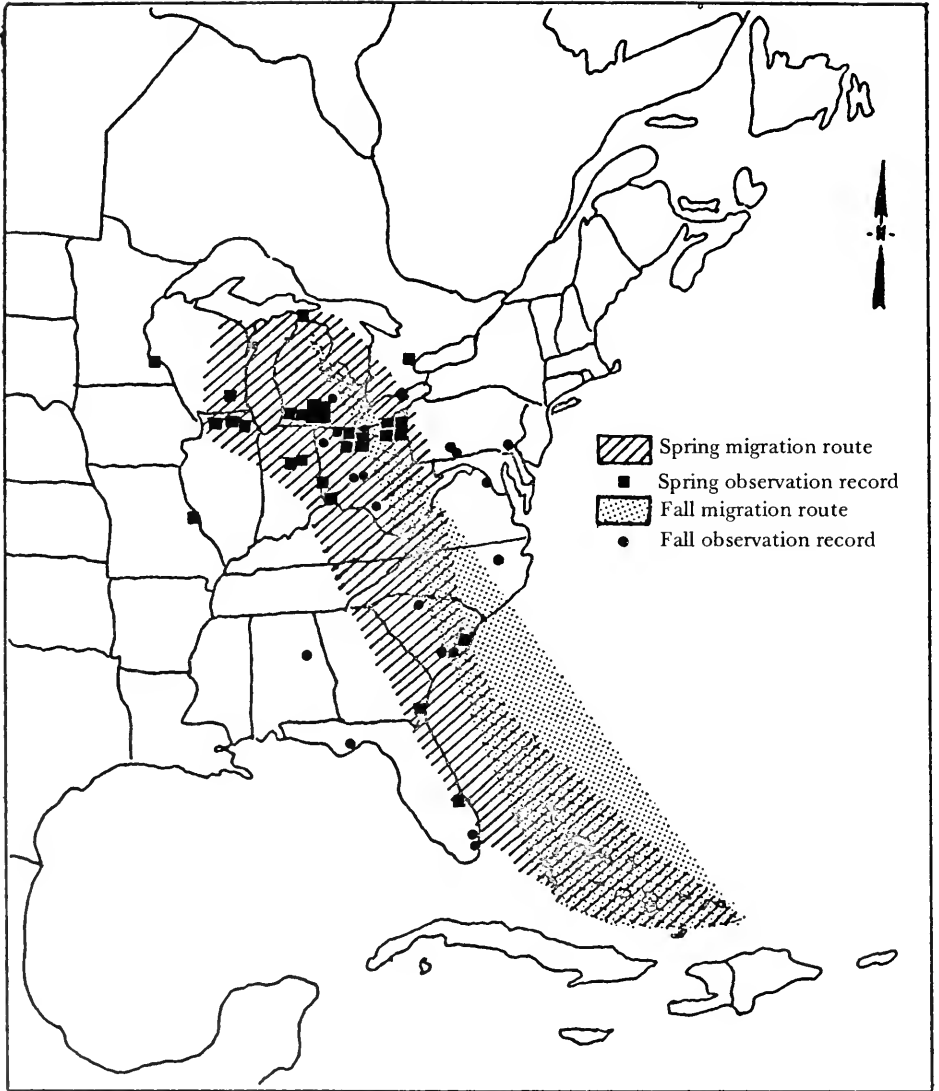 N
Spring migration route
Spring observation record
Fall migration route
Fall observation record